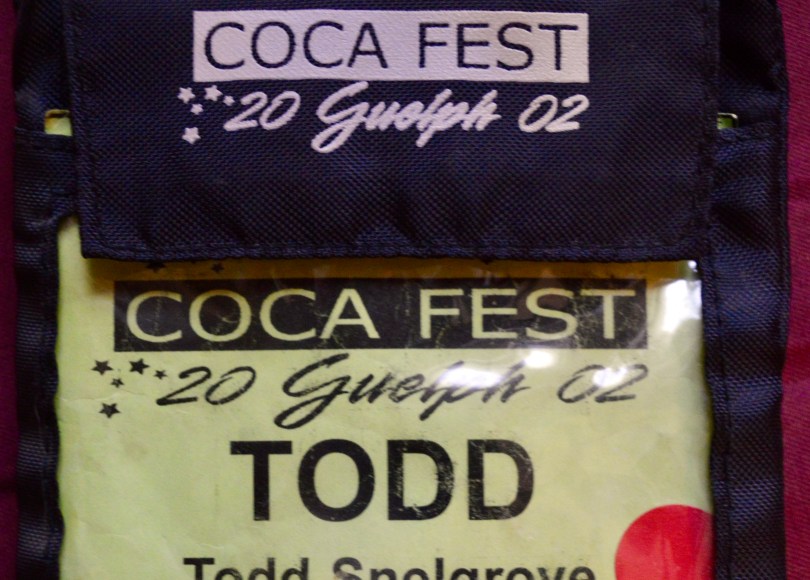 COCA FEST
20 Guelph 02
COCA FEST
20 Guelph 02
TODD
Todd Snelgrove